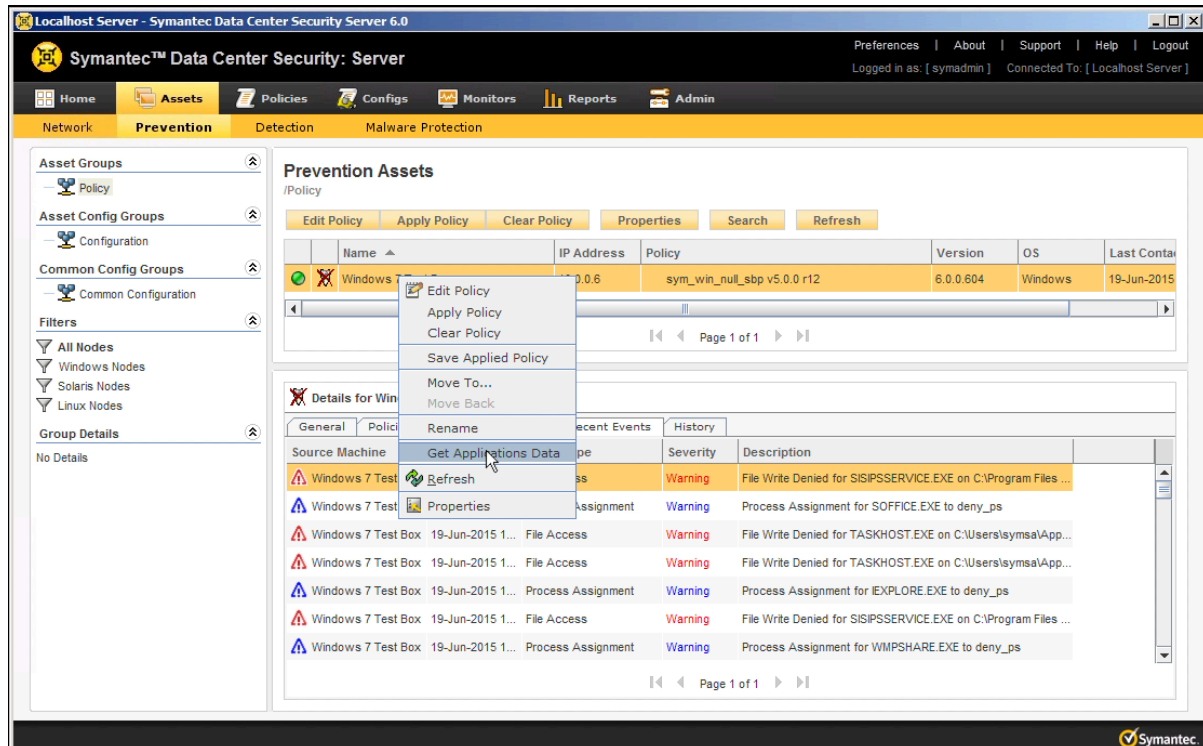 Localhost Server - Symantec Data Center Security Server 6.0
Symantec™ Data Center Security: Server
Preferences | About | Support | Help | Logout
Logged in as: [ symadmin ] Connected To: [ Localhost Server ]
Home Assets Policies Configs Monitors Reports Admin
Network Prevention Detection Malware Protection
Asset Groups
Policy
Asset Config Groups
Configuration
Common Config Groups
Common Configuration
Filters
All Nodes
Windows Nodes
Solaris Nodes
Linux Nodes
Group Details
No Details
Prevention Assets
/Policy
Edit Policy Apply Policy Clear Policy Properties Search Refresh
Name IP Address Policy Version OS Last Contac
Windows 7 0.0.6 sym_win_null_sbp v5.0.0 r12 6.0.0.604 Windows 19-Jun-2015
Page 1 of 1
Edit Policy
Apply Policy
Clear Policy
Save Applied Policy
Move To...
Move Back
Rename
Get Applications Data
Refresh
Properties
Details for Win
General Polici ecent Events History
Source Machine pe Severity Description
Windows 7 Test ss Warning File Write Denied for SISIPSSERVICE.EXE on C:\Program Files ...
Windows 7 Test Assignment Warning Process Assignment for SOFFICE.EXE to deny_ps
Windows 7 Test Box 19-Jun-2015 1... File Access Warning File Write Denied for TASKHOST.EXE on C:\Users\symsa\App...
Windows 7 Test Box 19-Jun-2015 1... File Access Warning File Write Denied for TASKHOST.EXE on C:\Users\symsa\App...
Windows 7 Test Box 19-Jun-2015 1... Process Assignment Warning Process Assignment for IEXPLORE.EXE to deny_ps
Windows 7 Test Box 19-Jun-2015 1... File Access Warning File Write Denied for SISIPSSERVICE.EXE on C:\Program Files ...
Windows 7 Test Box 19-Jun-2015 1... Process Assignment Warning Process Assignment for WMPSHARE.EXE to deny_ps
Page 1 of 1
Symantec.